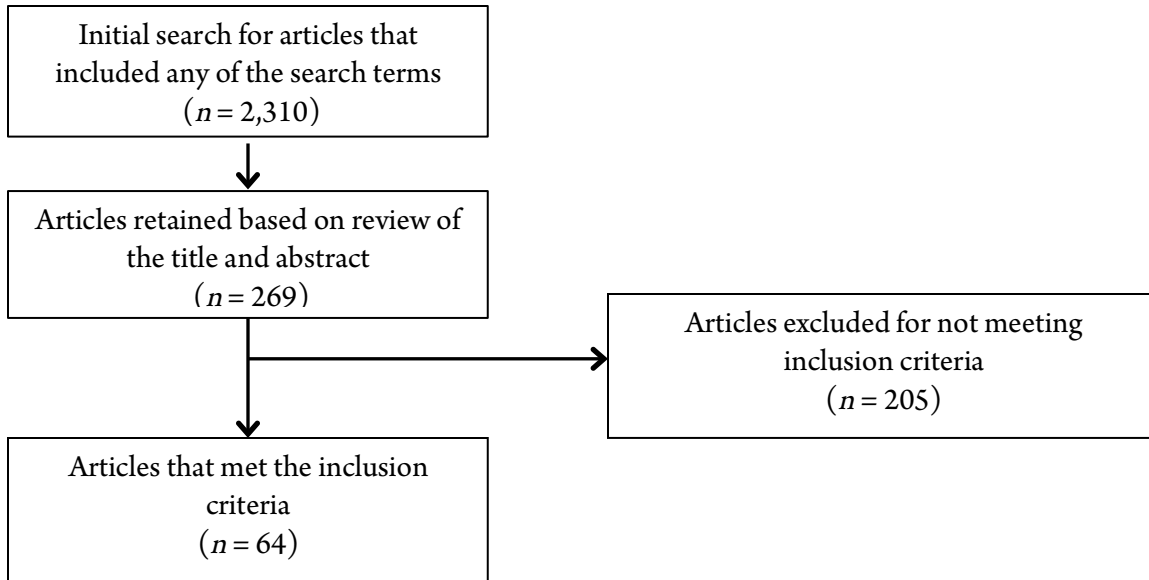 Initial search for articles that
included any of the search terms
(n = 2,310)
Articles retained based on review of
the title and abstract
(n = 269)
Articles excluded for not meeting
inclusion criteria
(n = 205)
Articles that met the inclusion
criteria
(n = 64)